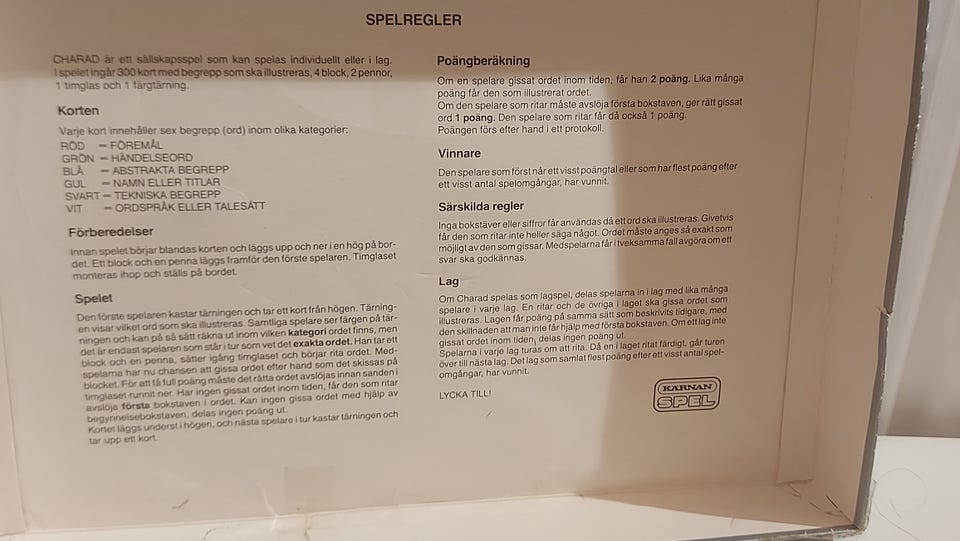 SPELREGLER
CHARAD är ett sällskapsspel som kan spelas individuellt eller i lag.
I spelet ingår 300 kort med begrepp som ska illustreras, 4 block, 2 pennor,
1 timglas och 1 färgtärning.
Korten
Varje kort innehåller sex begrepp (ord) inom olika kategorier:
RÖD = FÖREMÅL
GRÖN = HÄNDELSEORD
BLÅ = ABSTRAKTA BEGREPP
GUL = NAMN ELLER TITLAR
SVART = TEKNISKA BEGREPP
VIT = ORDSPRÅK ELLER TALESÄTT
Förberedelser
Innan spelet börjar blandas korten och läggs upp och ner i en hög på bor-
det. Ett block och en penna läggs framför den förste spelaren. Timglaset
monteras ihop och ställs på bordet.
Spelet
Den förste spelaren kastar tärningen och tar ett kort från högen. Tärning-
en visar vilket ord som ska illustreras. Samtliga spelare ser färgen på tär-
ningen och kan på så sätt räkna ut inom vilken kategori ordet finns, men
det är endast spelaren som står i tur som vet det exakta ordet. Han tar ett
block och en penna, sätter igång timglaset och börjar rita ordet. Med-
spelarna har nu chansen att gissa ordet efter hand som det skissas på
blocket. För att få full poäng måste det rätta ordet avslöjas innan sanden i
timglaset runnit ner. Har ingen gissat ordet inom tiden, får den som ritar
avslöja första bokstaven i ordet. Kan ingen gissa ordet med hjälp av
begynnelsebokstaven, delas ingen poäng ut.
Kortet läggs underst i högen, och nästa spelare i tur kastar tärningen och
tar upp ett kort.
Poängberäkning
Om en spelare gissat ordet inom tiden, får han 2 poäng. Lika många
poäng får den som illustrerat ordet.
Om den spelare som ritar måste avslöja första bokstaven, ger rätt gissat
ord 1 poäng. Den spelare som ritar får då också 1 poäng.
Poängen förs efter hand i ett protokoll.
Vinnare
Den spelare som först når ett visst poängtal eller som har flest poäng efter
ett visst antal spelomgångar, har vunnit.
Särskilda regler
Inga bokstäver eller siffror får användas då ett ord ska illustreras. Givetvis
får den som ritar inte heller säga något. Ordet måste anges så exakt som
möjligt av den som gissar. Medspelarna får i tveksamma fall avgöra om ett
svar ska godkännas.
Lag
Om Charad spelas som lagspel, delas spelarna in i lag med lika många
spelare i varje lag. En ritar och de övriga i laget ska gissa ordet som
illustreras. Lagen får poäng på samma sätt som beskrivits tidigare, med
den skillnaden att man inte får hjälp med första bokstaven. Om ett lag inte
gissat ordet inom tiden, delas ingen poäng ut.
Spelarna i varje lag turas om att rita. Då en i laget ritat färdigt, går turen
över till nästa lag. Det lag som samlat flest poäng efter ett visst antal spel-
omgångar, har vunnit.
LYCKA TILL!
KÄRNAN
SPEL